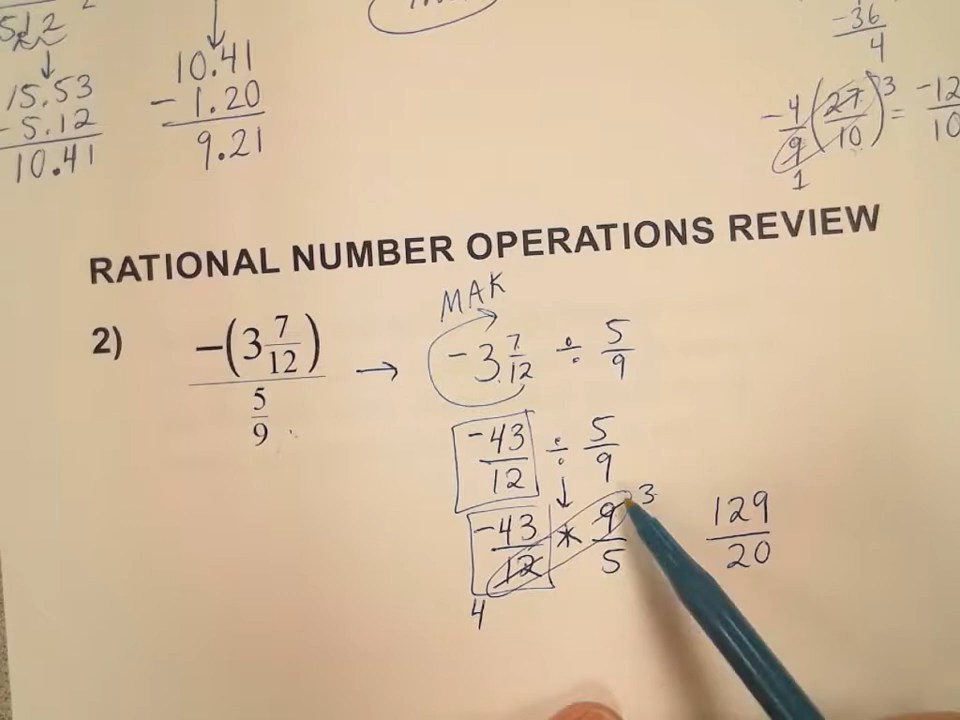 512 2
15.53
- 5.12
10.41
10.41
- 1.20
9.21
-36
4
- 4/9 (27/10) 3 = -12/10
1
RATIONAL NUMBER OPERATIONS REVIEW
MAK
2) -(3 7/12) / 5/9 → -3 7/12 ÷ 5/9
-43/12 ÷ 5/9
-43/12 * 9/5 3 129/20
4